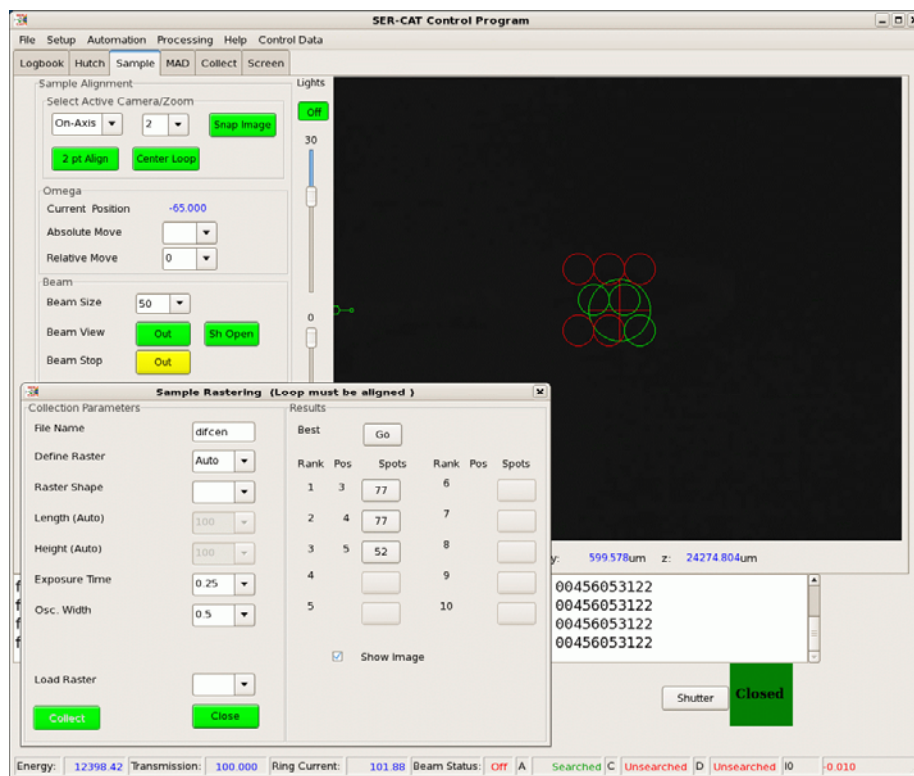 SER-CAT Control Program
File Setup Automation Processing Help Control Data
Logbook Hutch Sample MAD Collect Screen
Sample Alignment
Lights
Select Active Camera/Zoom
Off
On-Axis 2 Snap Image
30
2 pt Align Center Loop
Omega
Current Position -65.000
Absolute Move
Relative Move 0
Beam
Beam Size 50
0
Beam View Out Sh Open
Beam Stop Out
Sample Rastering (Loop must be aligned )
Collection Parameters Results
File Name difcen Best Go
Define Raster Auto Rank Pos Spots Rank Pos Spots
Raster Shape 1 3 77 6
Length (Auto) 100 2 4 77 7
Height (Auto) 100 3 5 52 8
y: 599.578um z: 24274.804um
Exposure Time 0.25 4 9
00456053122
Osc. Width 0.5 5 10
00456053122
00456053122
00456053122
Show Image
Load Raster
Collect Close
Shutter Closed
Energy: 12398.42 Transmission: 100.000 Ring Current: 101.88 Beam Status: Off A Searched C Unsearched D Unsearched I0 -0.010